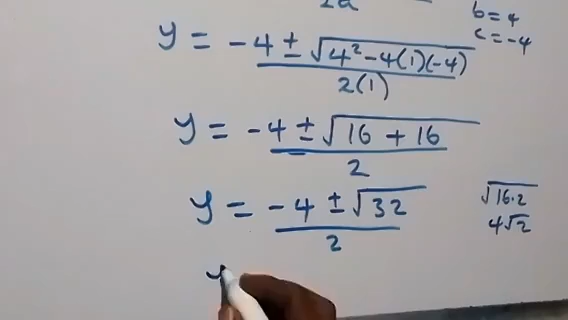 2a
b = 4
c = -4
y = -4 ± √4² - 4(1)(-4)
2(1)
y = -4 ± √16 + 16
2
y = -4 ± √32
2
√16·2
4√2
y